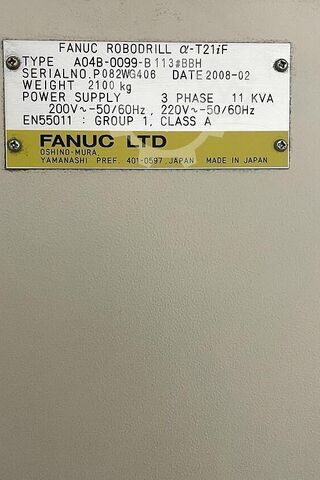 FANUC ROBODRILL α-T21iF
TYPE A04B-0099-B113#BBH
SERIAL NO. P082WG406 DATE 2008-02
WEIGHT 2100 kg
POWER SUPPLY 3 PHASE 11 KVA
200V~-50/60Hz, 220V~-50/60Hz
EN55011 : GROUP 1, CLASS A
FANUC LTD
OSHINO-MURA,
YAMANASHI PREF. 401-0597, JAPAN MADE IN JAPAN